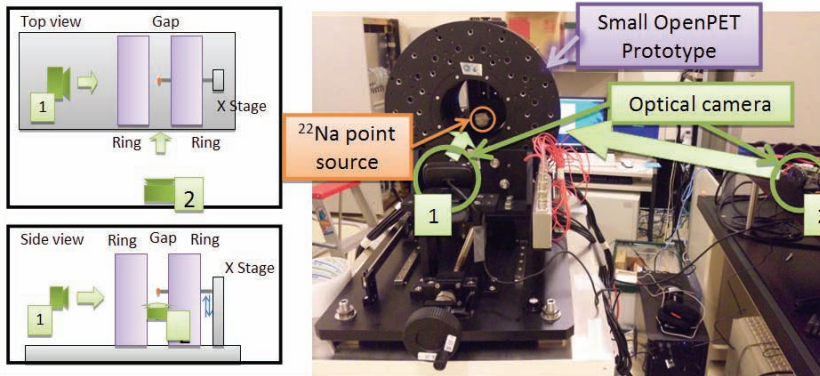 Top view
Gap
1
X Stage
Ring
Ring
2
Side view
Ring
Gap
Ring
X Stage
1
Small OpenPET
Prototype
Optical camera
²²Na point
source
1
2